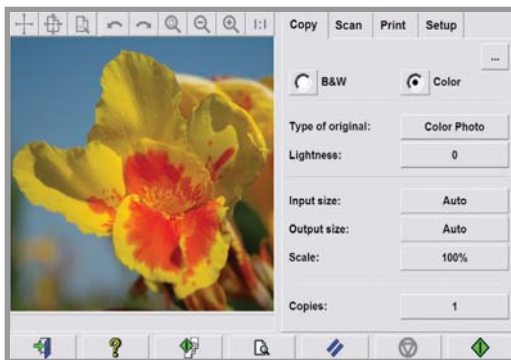 1:1
Copy Scan Print Setup
...
B&W Color
Type of original: Color Photo
Lightness: 0
Input size: Auto
Output size: Auto
Scale: 100%
Copies: 1
?